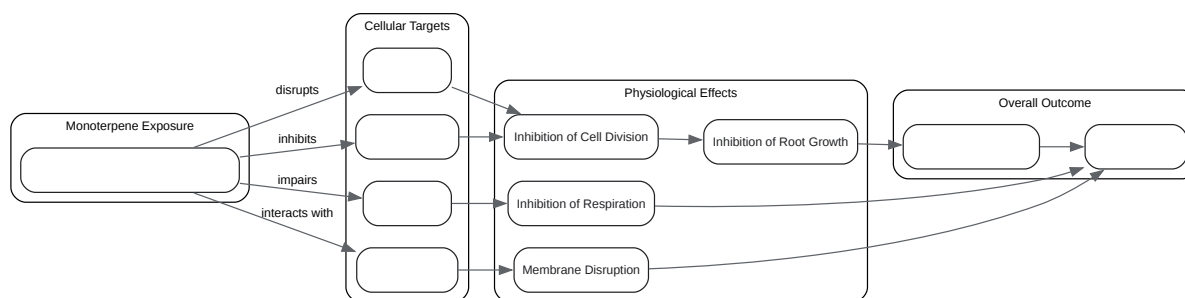 Cellular Targets
disrupts
Physiological Effects
Overall Outcome
Monoterpene Exposure
inhibits
Inhibition of Cell Division
Inhibition of Root Growth
impairs
Inhibition of Respiration
interacts with
Membrane Disruption